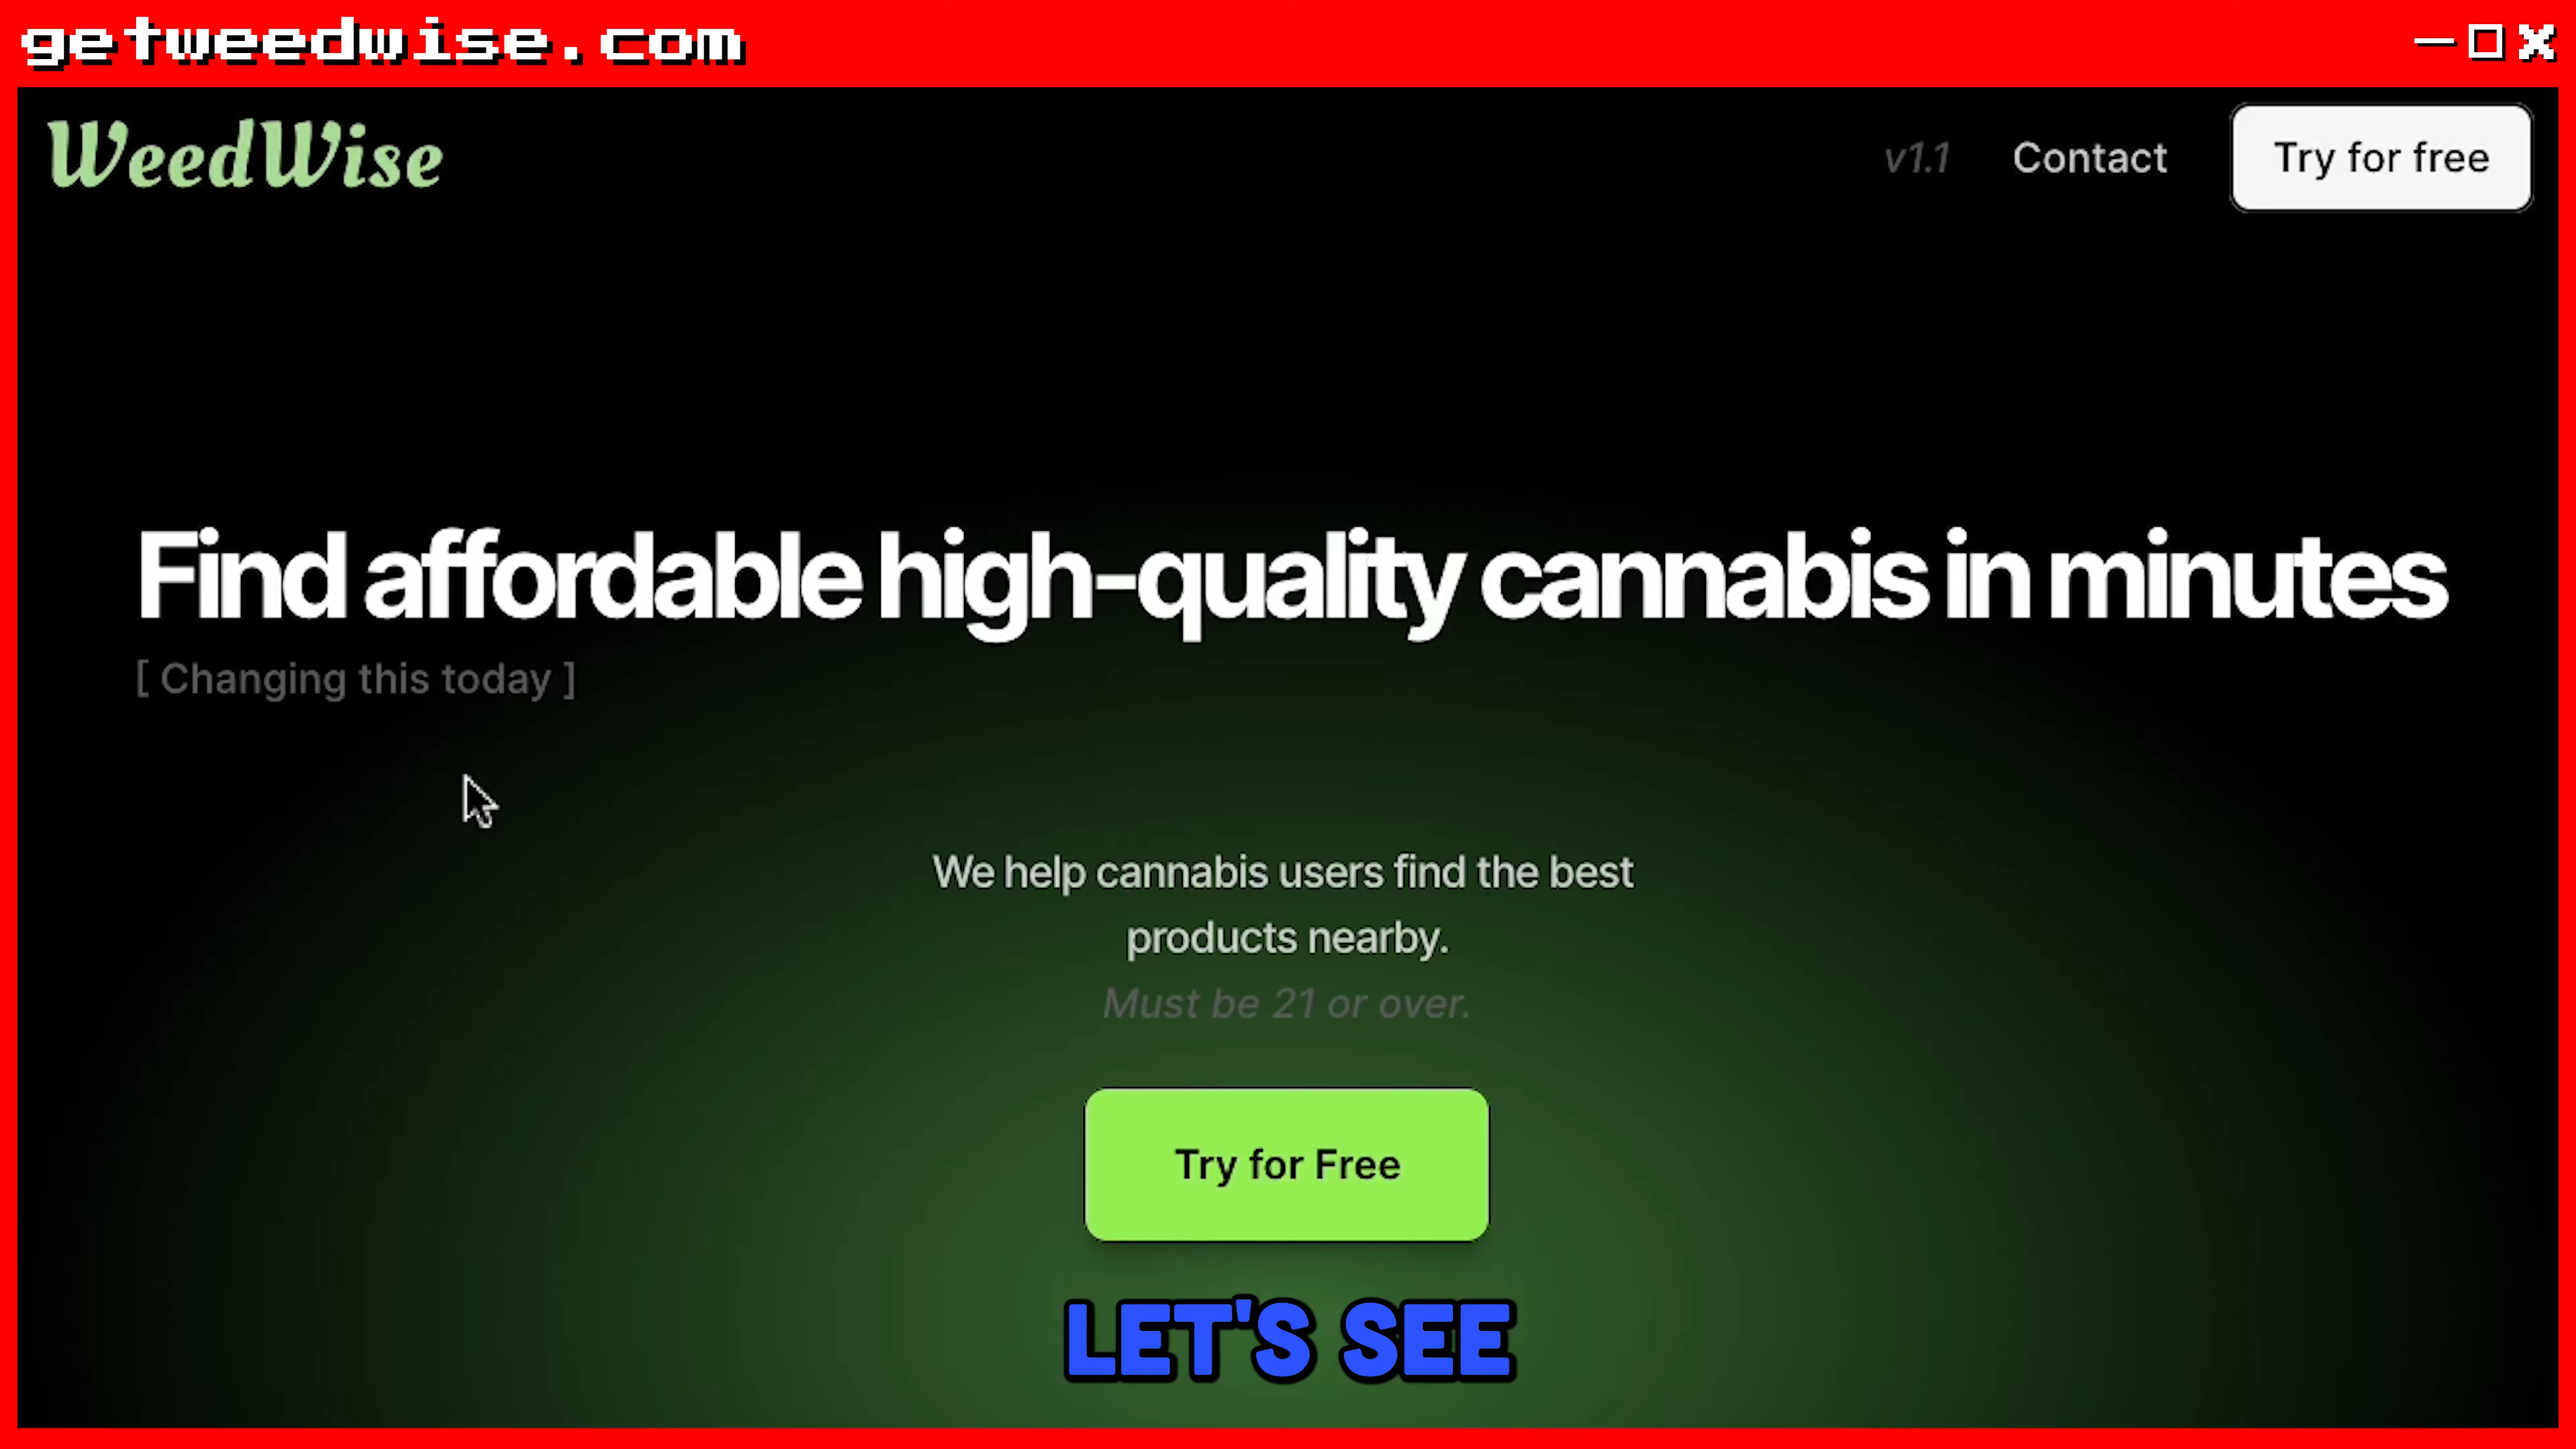 getweedwise.com
WeedWise
v1.1 Contact Try for free
Find affordable high-quality cannabis in minutes
[ Changing this today ]
We help cannabis users find the best
products nearby.
Must be 21 or over.
Try for Free
LET'S SEE